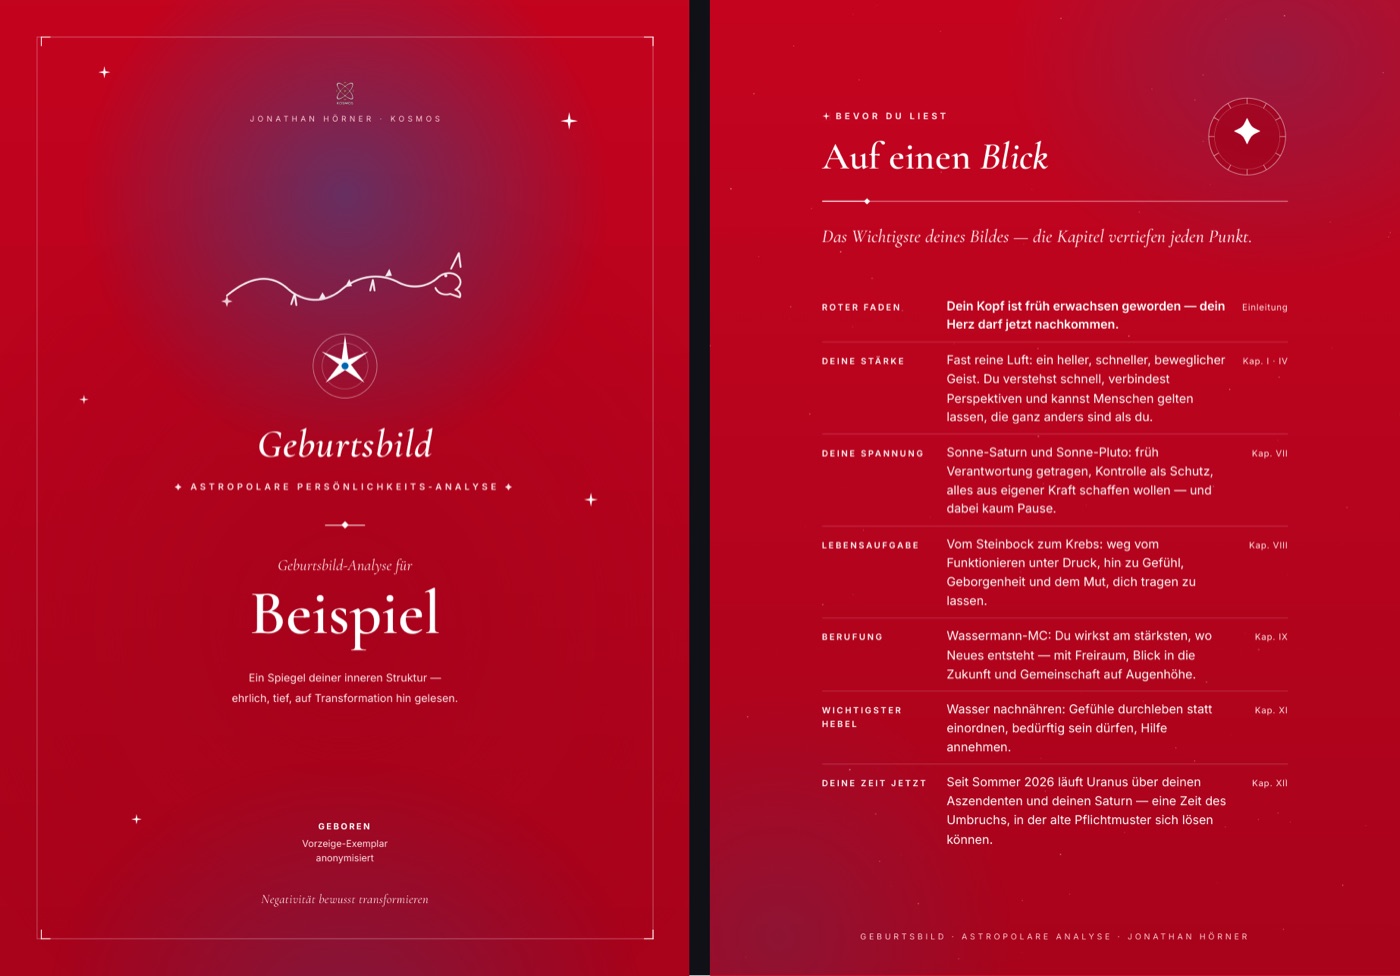 KOSMOS
JONATHAN HÖRNER · KOSMOS
Geburtsbild
ASTROPOLARE PERSÖNLICHKEITS-ANALYSE
Geburtsbild-Analyse für
Beispiel
Ein Spiegel deiner inneren Struktur —
ehrlich, tief, auf Transformation hin gelesen.
GEBOREN
Vorzeige-Exemplar
anonymisiert
Negativität bewusst transformieren
BEVOR DU LIEST
Auf einen Blick
Das Wichtigste deines Bildes — die Kapitel vertiefen jeden Punkt.
ROTER FADEN
Dein Kopf ist früh erwachsen geworden — dein
Herz darf jetzt nachkommen.
Einleitung
DEINE STÄRKE
Fast reine Luft: ein heller, schneller, beweglicher
Geist. Du verstehst schnell, verbindest
Perspektiven und kannst Menschen gelten
lassen, die ganz anders sind als du.
Kap. I · IV
DEINE SPANNUNG
Sonne-Saturn und Sonne-Pluto: früh
Verantwortung getragen, Kontrolle als Schutz,
alles aus eigener Kraft schaffen wollen — und
dabei kaum Pause.
Kap. VII
LEBENSAUFGABE
Vom Steinbock zum Krebs: weg vom
Funktionieren unter Druck, hin zu Gefühl,
Geborgenheit und dem Mut, dich tragen zu
lassen.
Kap. VIII
BERUFUNG
Wassermann-MC: Du wirkst am stärksten, wo
Neues entsteht — mit Freiraum, Blick in die
Zukunft und Gemeinschaft auf Augenhöhe.
Kap. IX
WICHTIGSTER
HEBEL
Wasser nachnähren: Gefühle durchleben statt
einordnen, bedürftig sein dürfen, Hilfe
annehmen.
Kap. XI
DEINE ZEIT JETZT
Seit Sommer 2026 läuft Uranus über deinen
Aszendenten und deinen Saturn — eine Zeit des
Umbruchs, in der alte Pflichtmuster sich lösen
können.
Kap. XII
GEBURTSBILD · ASTROPOLARE ANALYSE · JONATHAN HÖRNER